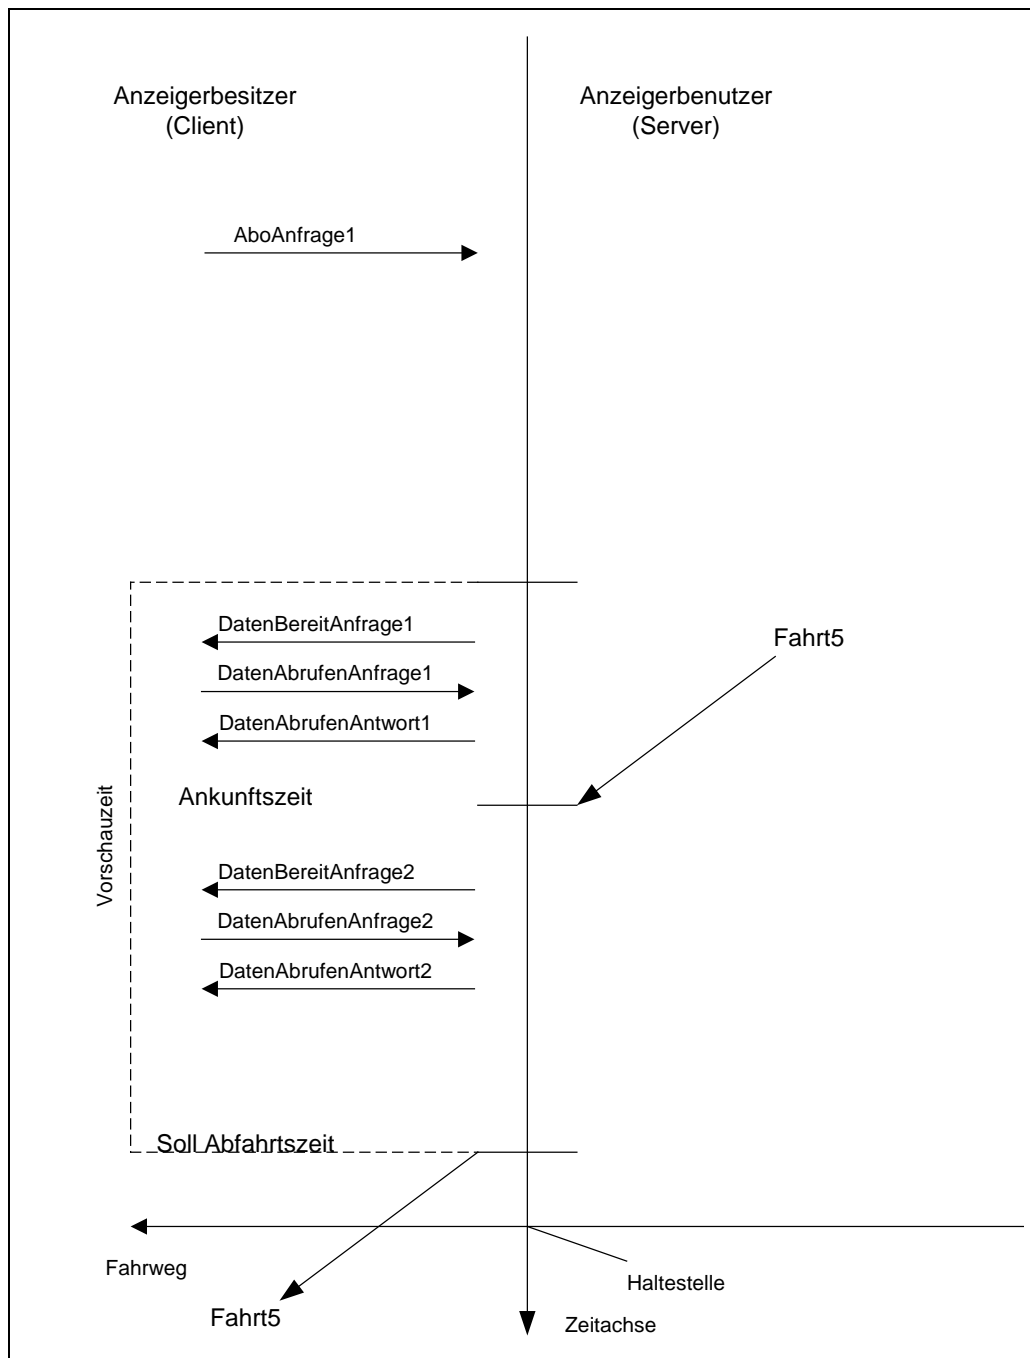 Anzeigerbesitzer
(Client)
Anzeigerbenutzer
(Server)
AboAnfrage1
DatenBereitAnfrage1
Fahrt5
DatenAbrufenAnfrage1
DatenAbrufenAntwort1
Ankunftszeit
Vorschauzeit
DatenBereitAnfrage2
DatenAbrufenAnfrage2
DatenAbrufenAntwort2
Soll Abfahrtszeit
Fahrweg
Haltestelle
Fahrt5
Zeitachse